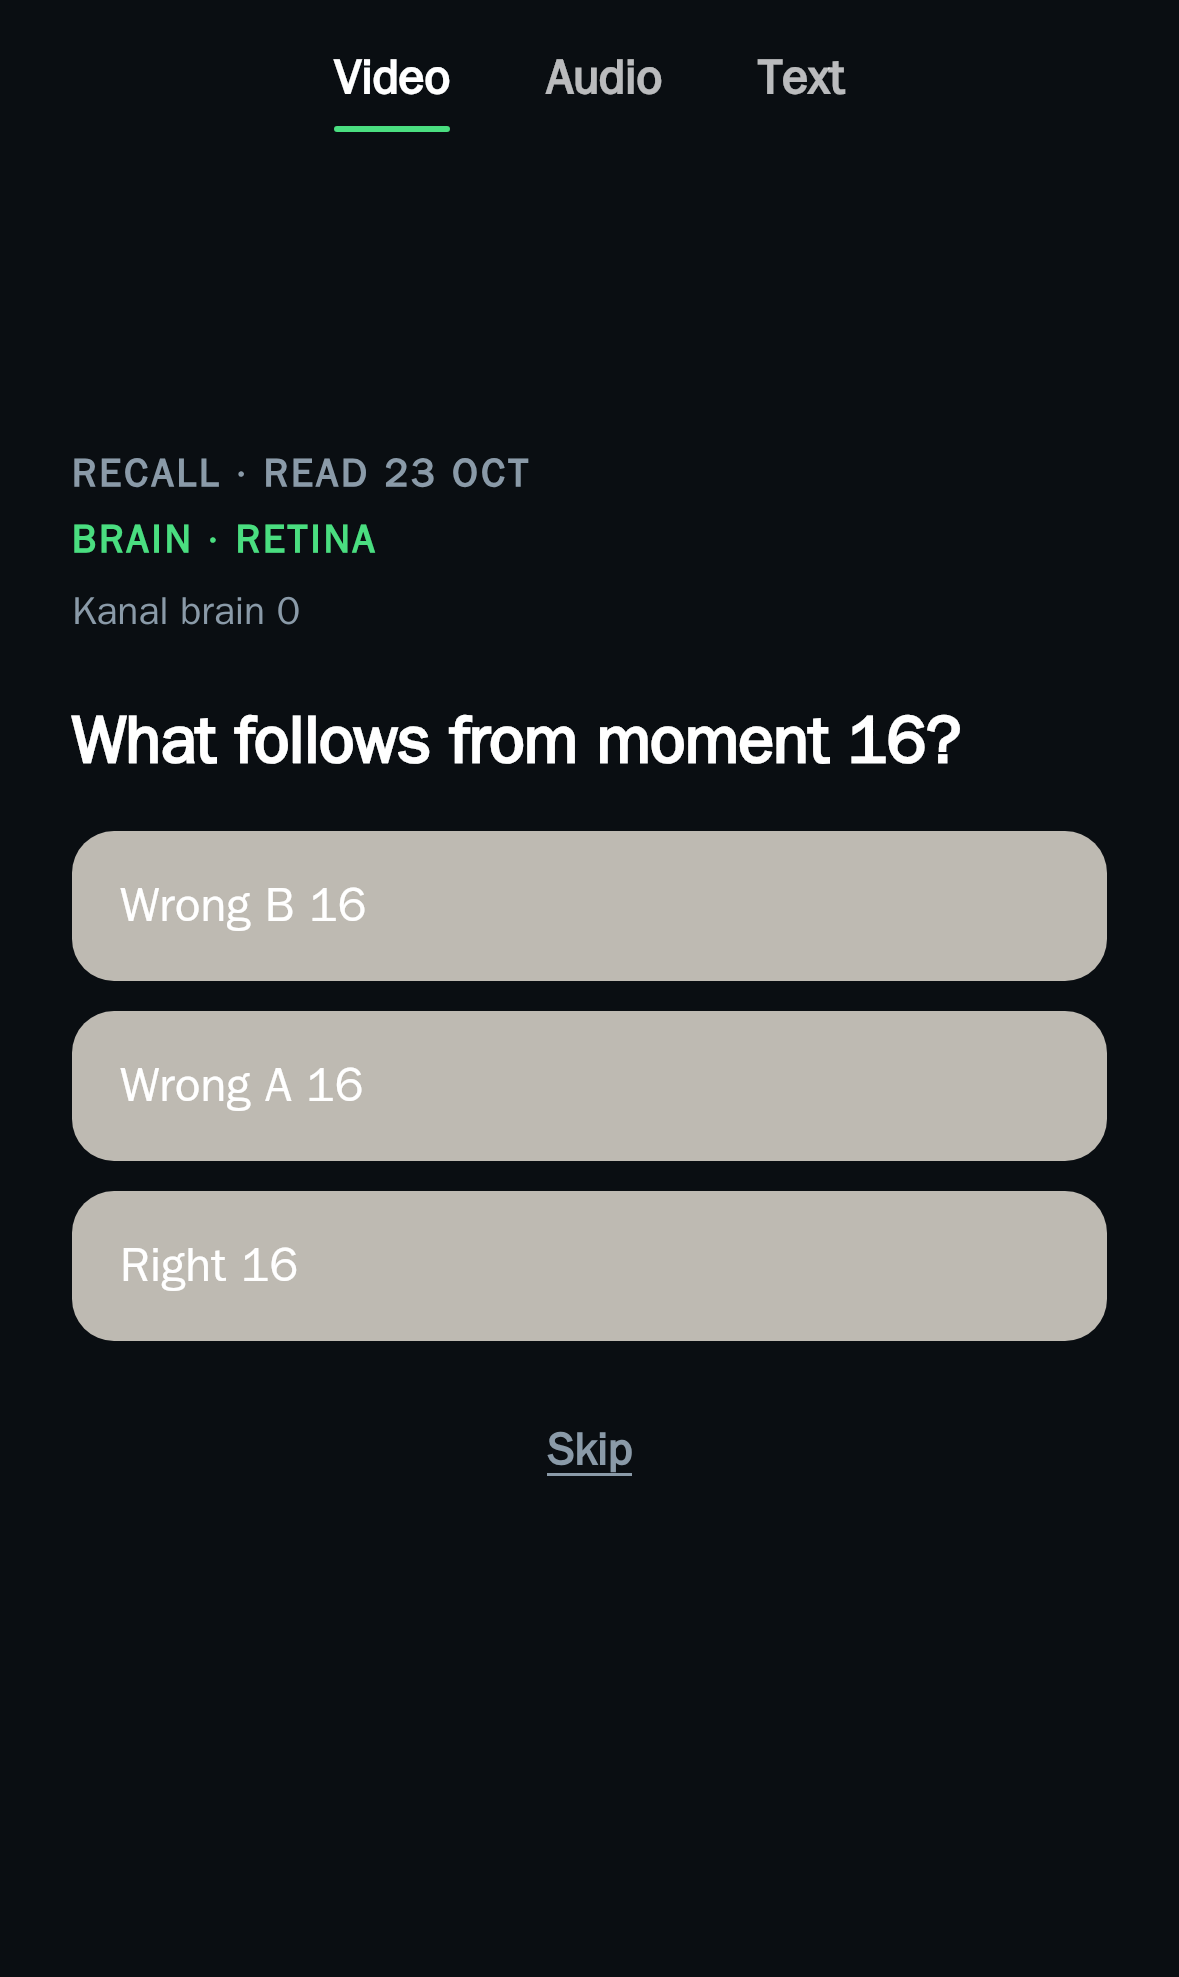 Video Audio Text
RECALL · READ 23 OCT
BRAIN · RETINA
Kanal brain 0
What follows from moment 16?
Wrong B 16
Wrong A 16
Right 16
Skip